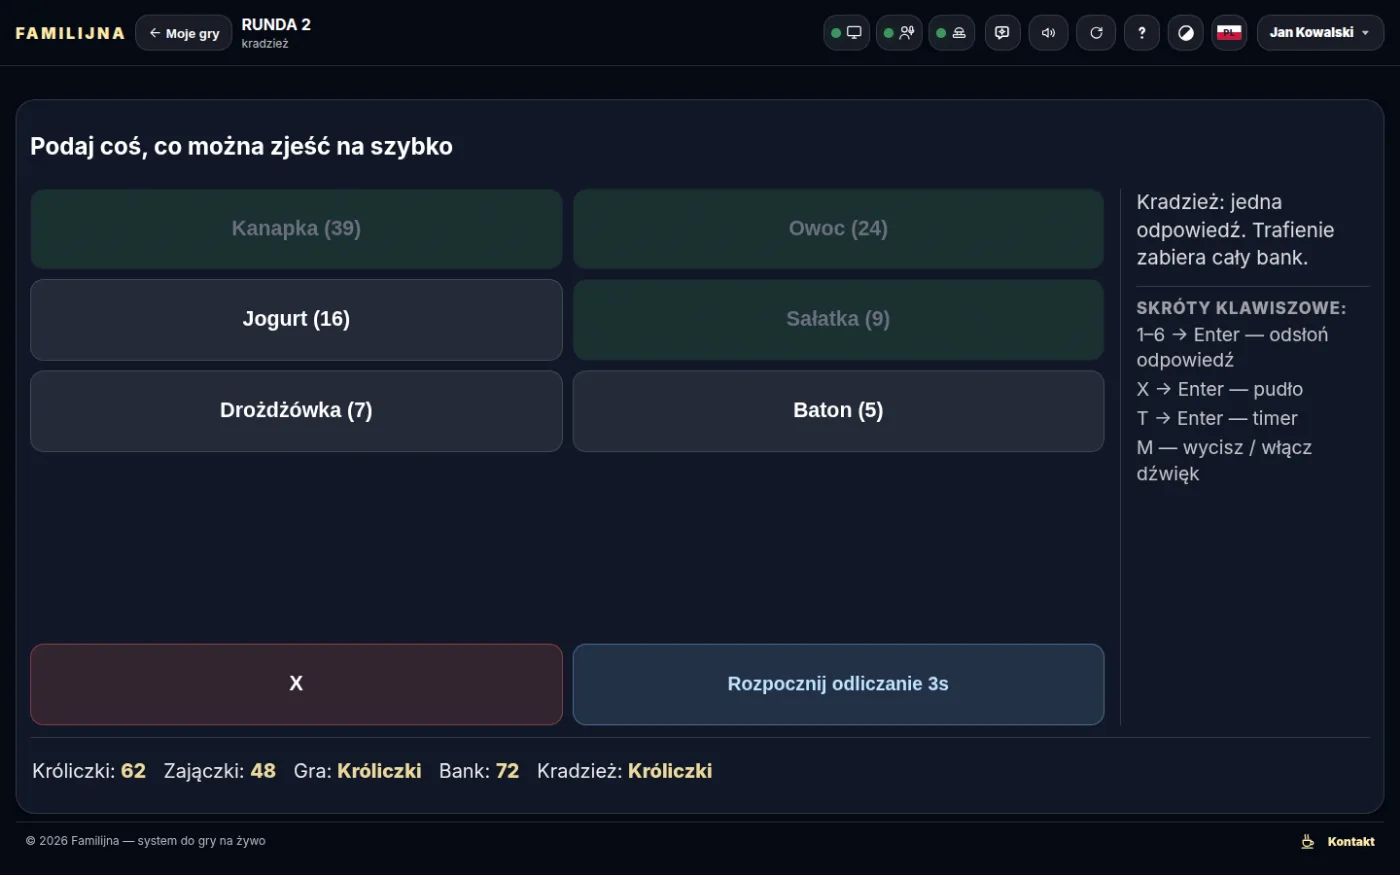 FAMILIJNA
← Moje gry
RUNDA 2
kradzież
?
PL
Jan Kowalski
Podaj coś, co można zjeść na szybko
Kanapka (39)
Owoc (24)
Jogurt (16)
Sałatka (9)
Drożdżówka (7)
Baton (5)
X
Rozpocznij odliczanie 3s
Kradzież: jedna
odpowiedź. Trafienie
zabiera cały bank.
SKRÓTY KLAWISZOWE:
1–6 → Enter — odsłoń
odpowiedź
X → Enter — pudło
T → Enter — timer
M — wycisz / włącz
dźwięk
Króliczki: 62 Zajączki: 48 Gra: Króliczki Bank: 72 Kradzież: Króliczki
© 2026 Familijna — system do gry na żywo
Kontakt